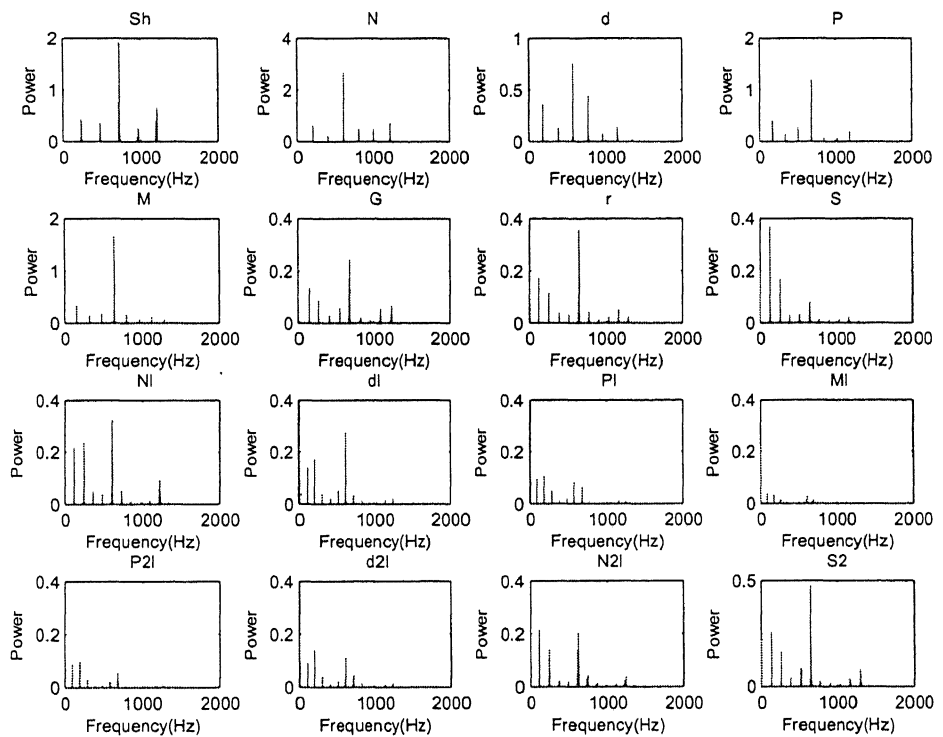 Sh N d P
2 4 1 2
Power Power Power Power
1 2 0.5 1
0 0 0 0
0 1000 2000 0 1000 2000 0 1000 2000 0 1000 2000
Frequency(Hz) Frequency(Hz) Frequency(Hz) Frequency(Hz)
M G r S
2 0.4 0.4 0.4
Power Power Power Power
1 0.2 0.2 0.2
0 0 0 0
0 1000 2000 0 1000 2000 0 1000 2000 0 1000 2000
Frequency(Hz) Frequency(Hz) Frequency(Hz) Frequency(Hz)
Nl dl Pl Ml
0.4 0.4 0.4 0.4
Power Power Power Power
0.2 0.2 0.2 0.2
0 0 0 0
0 1000 2000 0 1000 2000 0 1000 2000 0 1000 2000
Frequency(Hz) Frequency(Hz) Frequency(Hz) Frequency(Hz)
P2l d2l N2l S2
0.4 0.4 0.4 0.5
Power Power Power Power
0.2 0.2 0.2
0 0 0 0
0 1000 2000 0 1000 2000 0 1000 2000 0 1000 2000
Frequency(Hz) Frequency(Hz) Frequency(Hz) Frequency(Hz)